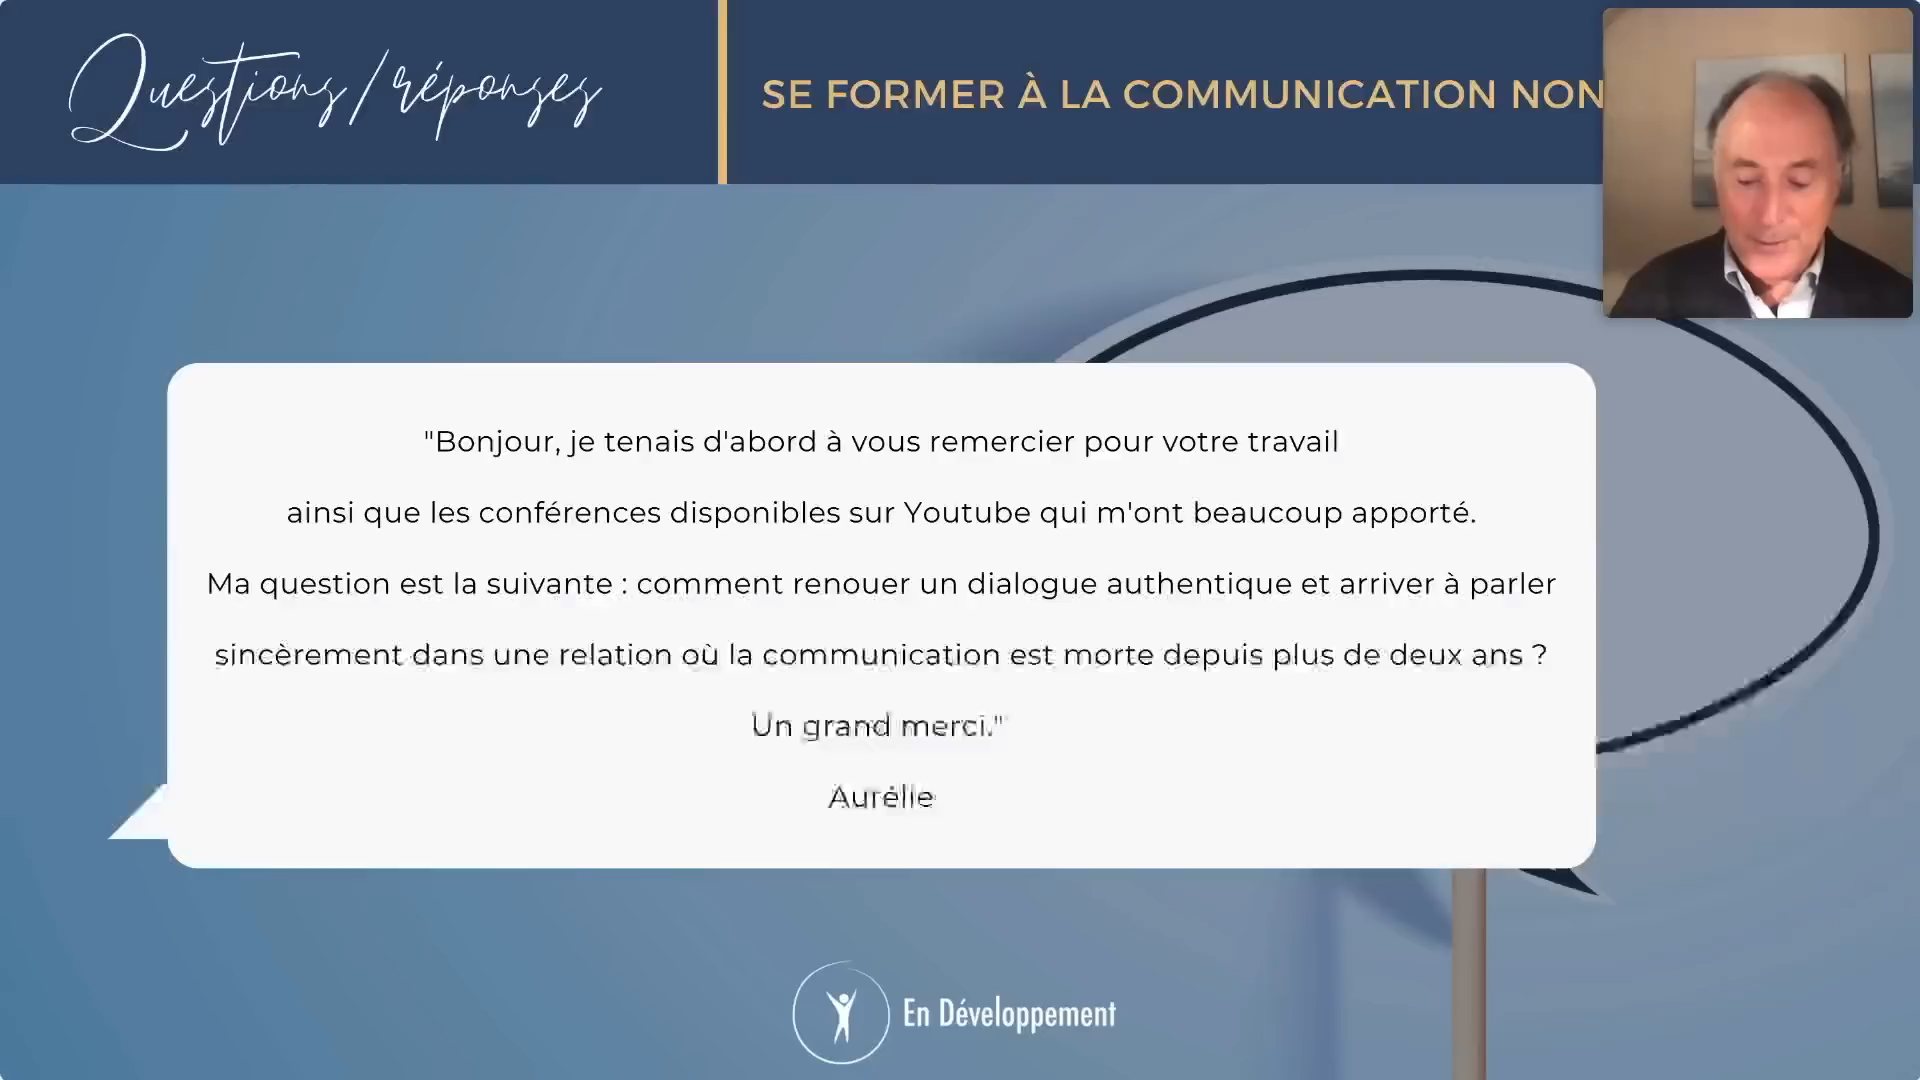 Questions/réponses
SE FORMER À LA COMMUNICATION NON
"Bonjour, je tenais d'abord à vous remercier pour votre travail
ainsi que les conférences disponibles sur Youtube qui m'ont beaucoup apporté.
Ma question est la suivante : comment renouer un dialogue authentique et arriver à parler
sincèrement dans une relation où la communication est morte depuis plus de deux ans ?
Un grand merci."
Aurélie
En Développement